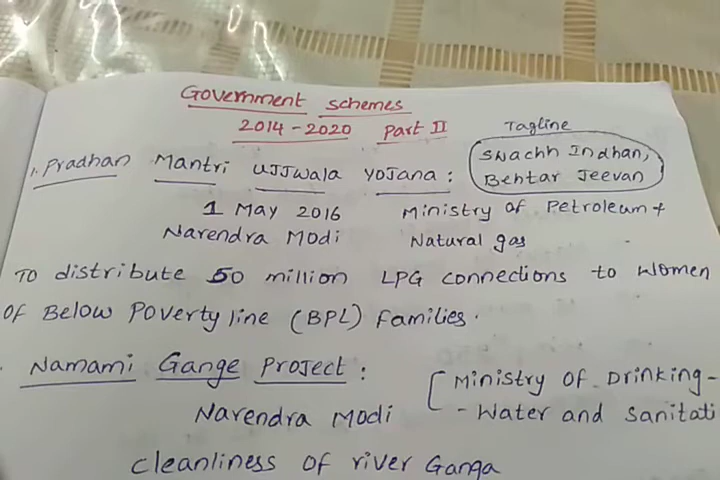 Government schemes
2014-2020 Part II
Tagline
Swachh Indhan,
Behtar Jeevan
1. Pradhan Mantri UJJwala YoJana:
1 May 2016 Ministry of Petroleum +
Narendra Modi Natural gas
To distribute 50 million LPG connections to women
of Below Poverty line (BPL) families.
Namami Gange Project:
[Ministry of Drinking-
Narendra Modi - Water and Sanitati
cleanliness of river Ganga